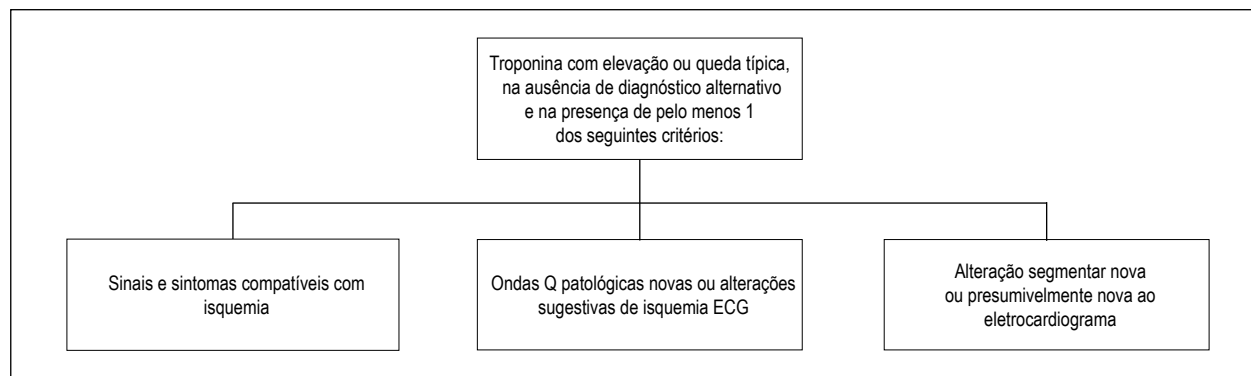 Troponina com elevação ou queda típica,
na ausência de diagnóstico alternativo
e na presença de pelo menos 1
dos seguintes critérios:
Sinais e sintomas compatíveis com
isquemia
Ondas Q patológicas novas ou alterações
sugestivas de isquemia ECG
Alteração segmentar nova
ou presumivelmente nova ao
eletrocardiograma